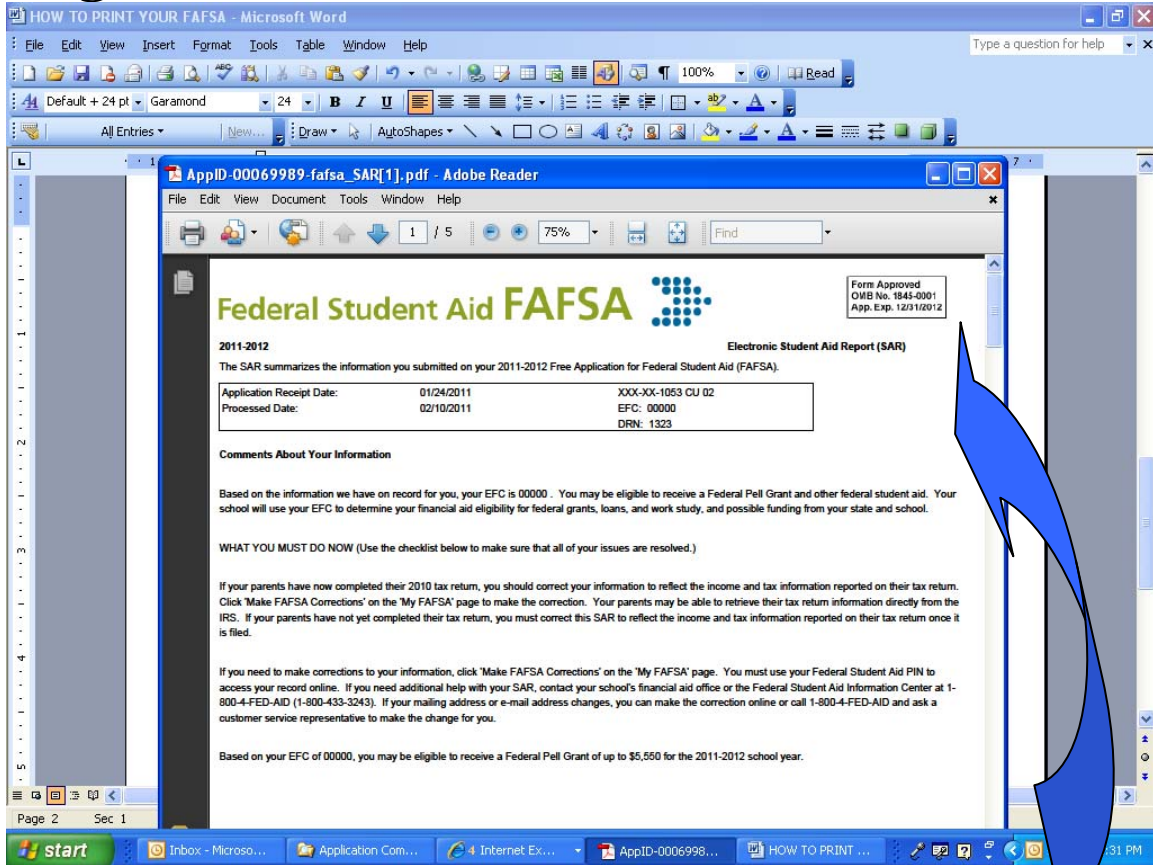 HOW TO PRINT YOUR FAFSA - Microsoft Word
File Edit View Insert Format Tools Table Window Help Type a question for help
100% Read
Default + 24 pt Garamond 24 B I U
All Entries New... Draw AutoShapes
AppID-00069989-fafsa_SAR[1].pdf - Adobe Reader
File Edit View Document Tools Window Help
1 / 5 75% Find
Form Approved
OMB No. 1845-0001
App. Exp. 12/31/2012
Federal Student Aid FAFSA
2011-2012 Electronic Student Aid Report (SAR)
The SAR summarizes the information you submitted on your 2011-2012 Free Application for Federal Student Aid (FAFSA).
Application Receipt Date: 01/24/2011 XXX-XX-1053 CU 02
Processed Date: 02/10/2011 EFC: 00000
DRN: 1323
Comments About Your Information
Based on the information we have on record for you, your EFC is 00000 . You may be eligible to receive a Federal Pell Grant and other federal student aid. Your
school will use your EFC to determine your financial aid eligibility for federal grants, loans, and work study, and possible funding from your state and school.
WHAT YOU MUST DO NOW (Use the checklist below to make sure that all of your issues are resolved.)
If your parents have now completed their 2010 tax return, you should correct your information to reflect the income and tax information reported on their tax return.
Click 'Make FAFSA Corrections' on the 'My FAFSA' page to make the correction. Your parents may be able to retrieve their tax return information directly from the
IRS. If your parents have not yet completed their tax return, you must correct this SAR to reflect the income and tax information reported on their tax return once it
is filed.
If you need to make corrections to your information, click 'Make FAFSA Corrections' on the 'My FAFSA' page. You must use your Federal Student Aid PIN to
access your record online. If you need additional help with your SAR, contact your school's financial aid office or the Federal Student Aid Information Center at 1-
800-4-FED-AID (1-800-433-3243). If your mailing address or e-mail address changes, you can make the correction online or call 1-800-4-FED-AID and ask a
customer service representative to make the change for you.
Based on your EFC of 00000, you may be eligible to receive a Federal Pell Grant of up to $5,550 for the 2011-2012 school year.
Page 2 Sec 1
start Inbox - Microso... Application Com... 4 Internet Ex... AppID-0006998... HOW TO PRINT ... :31 PM